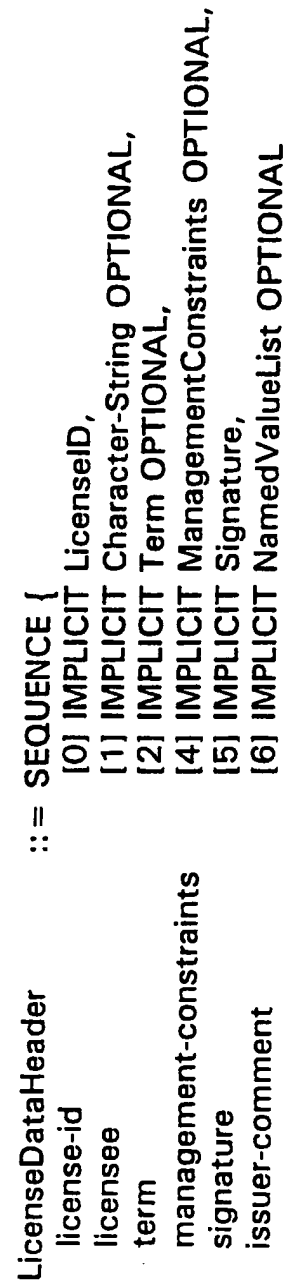 LicenseDataHeader ::= SEQUENCE {
license-id [0] IMPLICIT LicenseID,
licensee [1] IMPLICIT Character-String OPTIONAL,
term [2] IMPLICIT Term OPTIONAL,
management-constraints [4] IMPLICIT ManagementConstraints OPTIONAL,
signature [5] IMPLICIT Signature,
issuer-comment [6] IMPLICIT NamedValueList OPTIONAL